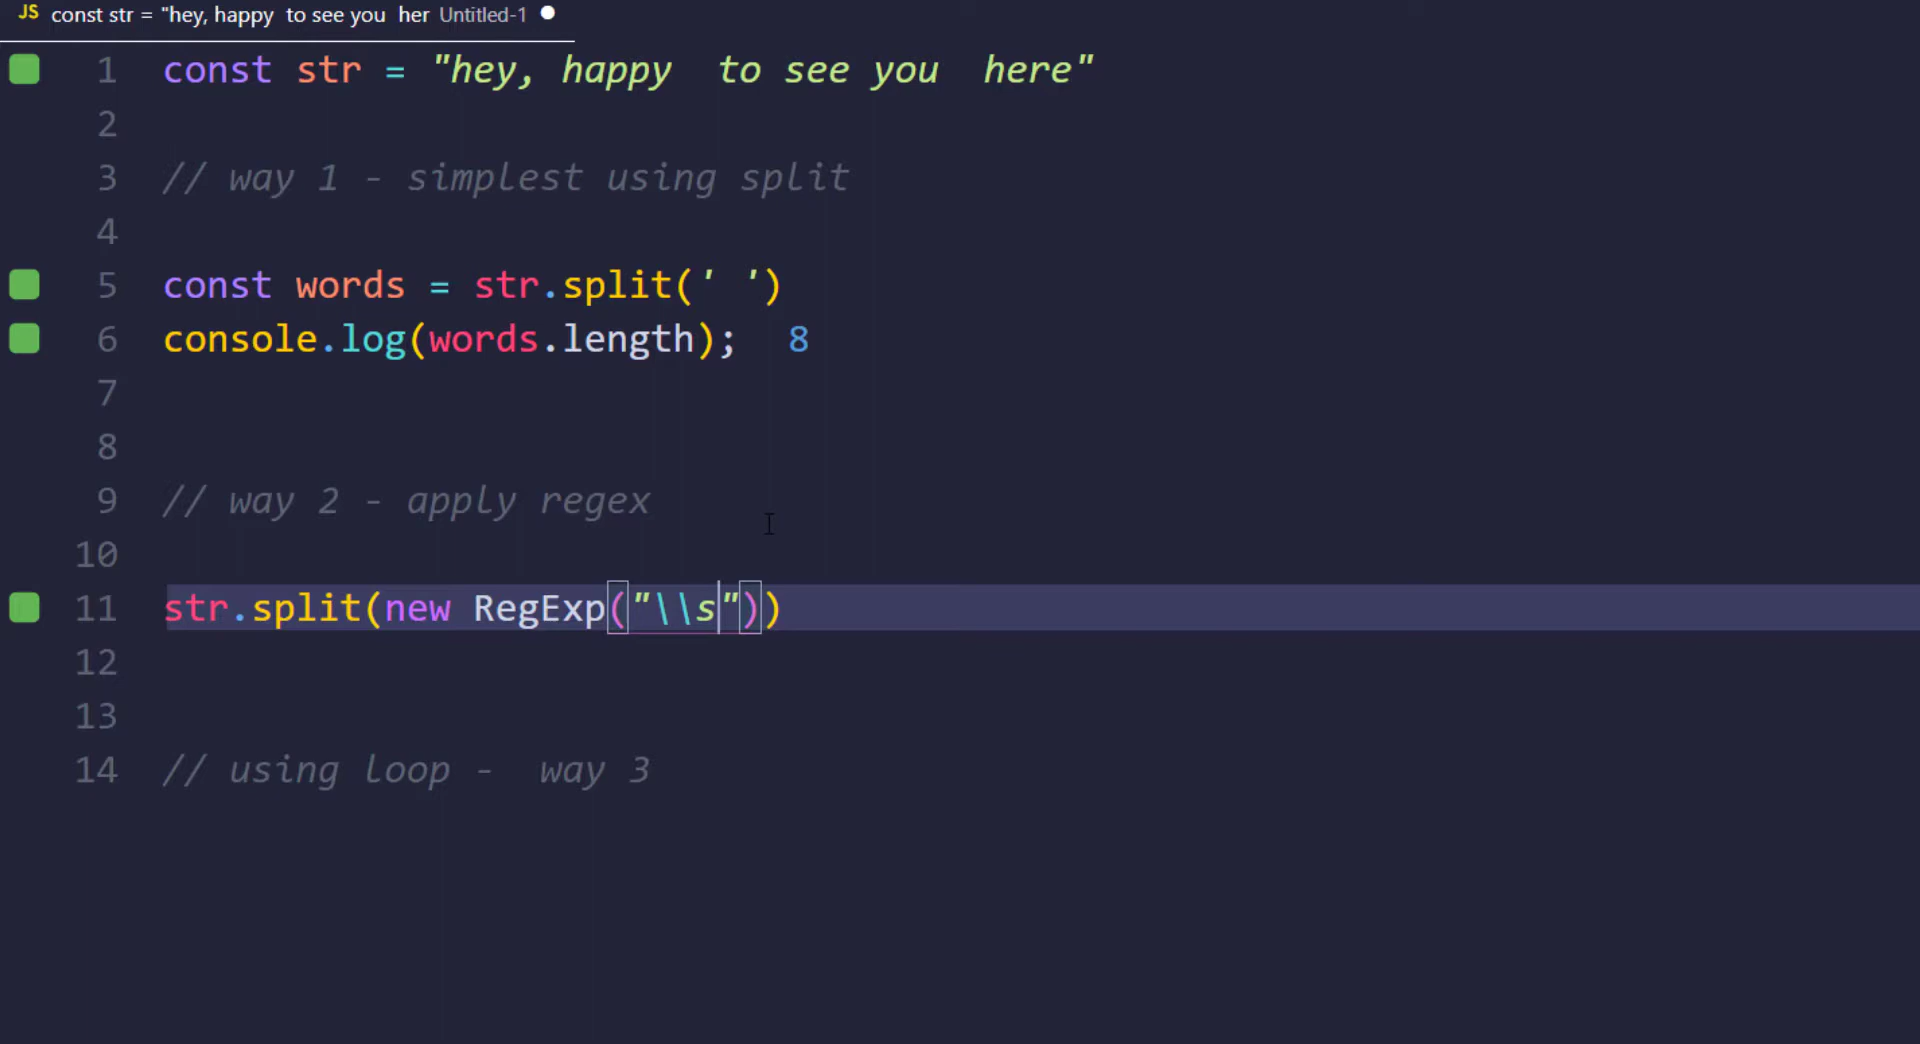 JS const str = "hey, happy  to see you  her Untitled-1
1 const str = "hey, happy  to see you  here"
2
3 // way 1 - simplest using split
4
5 const words = str.split(' ')
6 console.log(words.length);  8
7
8
9 // way 2 - apply regex
10
11 str.split(new RegExp("\\s"))
12
13
14 // using loop -  way 3